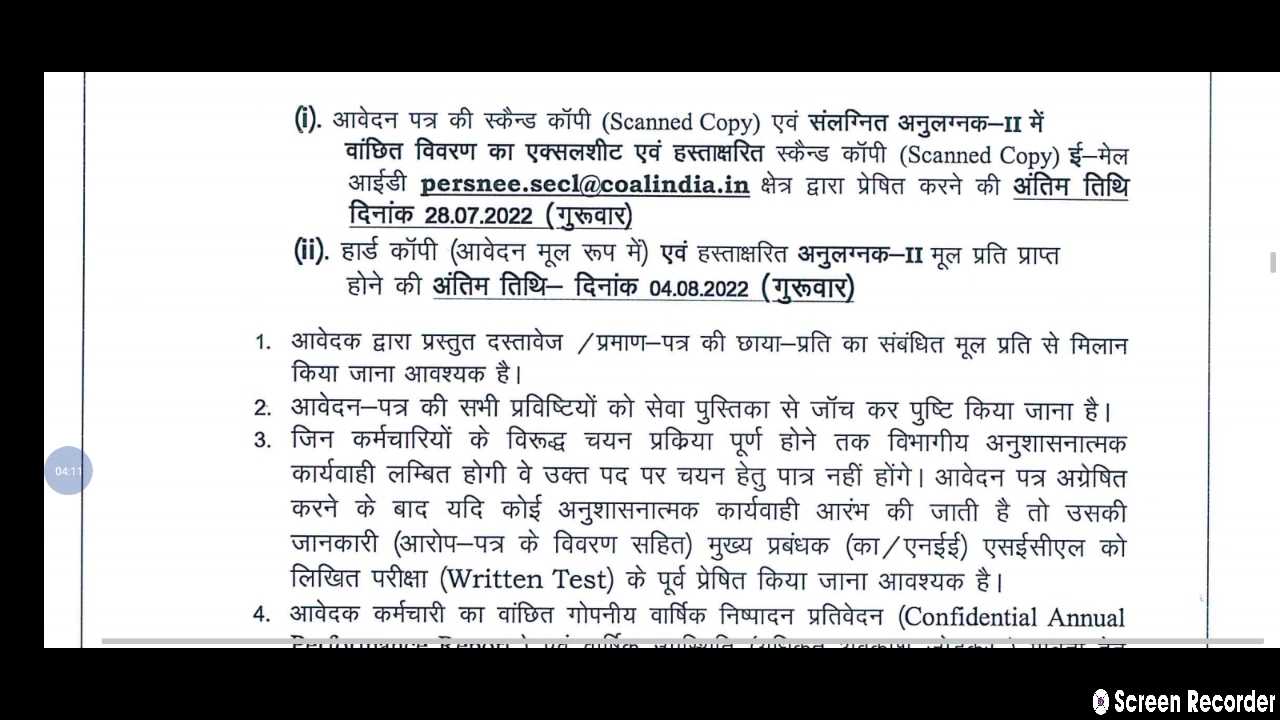 (i). आवेदन पत्र की स्कैन्ड कॉपी (Scanned Copy) एवं संलग्नित अनुलग्नक–II में
वांछित विवरण का एक्सलशीट एवं हस्ताक्षरित स्कैन्ड कॉपी (Scanned Copy) ई–मेल
आईडी persnee.secl@coalindia.in क्षेत्र द्वारा प्रेषित करने की अंतिम तिथि
दिनांक 28.07.2022 (गुरूवार)
(ii). हार्ड कॉपी (आवेदन मूल रूप में) एवं हस्ताक्षरित अनुलग्नक–II मूल प्रति प्राप्त
होने की अंतिम तिथि– दिनांक 04.08.2022 (गुरूवार)
1. आवेदक द्वारा प्रस्तुत दस्तावेज /प्रमाण–पत्र की छाया–प्रति का संबंधित मूल प्रति से मिलान
किया जाना आवश्यक है।
2. आवेदन–पत्र की सभी प्रविष्टियों को सेवा पुस्तिका से जॉच कर पुष्टि किया जाना है।
3. जिन कर्मचारियों के विरूद्ध चयन प्रक्रिया पूर्ण होने तक विभागीय अनुशासनात्मक
कार्यवाही लम्बित होगी वे उक्त पद पर चयन हेतु पात्र नहीं होंगे। आवेदन पत्र अग्रेषित
करने के बाद यदि कोई अनुशासनात्मक कार्यवाही आरंभ की जाती है तो उसकी
04:11
जानकारी (आरोप–पत्र के विवरण सहित) मुख्य प्रबंधक (का/एनईई) एसईसीएल को
लिखित परीक्षा (Written Test) के पूर्व प्रेषित किया जाना आवश्यक है।
4. आवेदक कर्मचारी का वांछित गोपनीय वार्षिक निष्पादन प्रतिवेदन (Confidential Annual
Performance Report
Screen Recorder